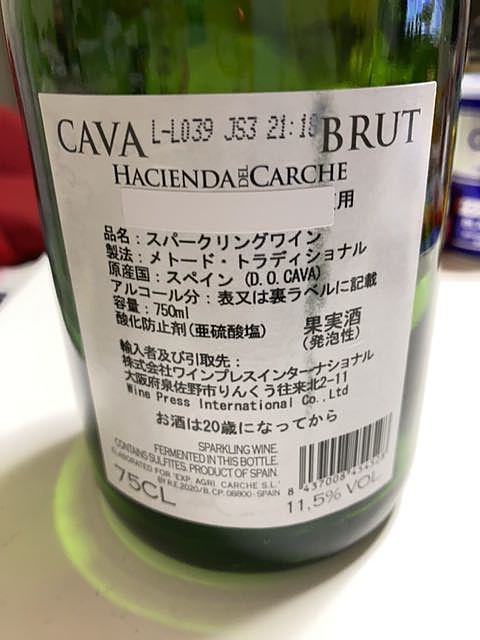 CAVA L-L039 JS3 21:18 BRUT
HACIENDA DEL CARCHE
用
品名：スパークリングワイン
製法：メトード・トラディショナル
原産国：スペイン (D.O.CAVA)
アルコール分：表又は裏ラベルに記載
容量：750ml
酸化防止剤(亜硫酸塩)
果実酒
(発泡性)
輸入者及び引取先：
株式会社ワインプレスインターナショナル
大阪府泉佐野市りんくう往来北2-11
Wine Press International Co.,Ltd
お酒は20歳になってから
SPARKLING WINE.
FERMENTED IN THIS BOTTLE.
CONTAINS SULFITES. PRODUCT OF SPAIN.
ELABORATED FOR "EXP. AGRI. CARCHE S.L."
BY R.E.2020/B, CP. 08800 - SPAIN
75CL
11,5% VOL